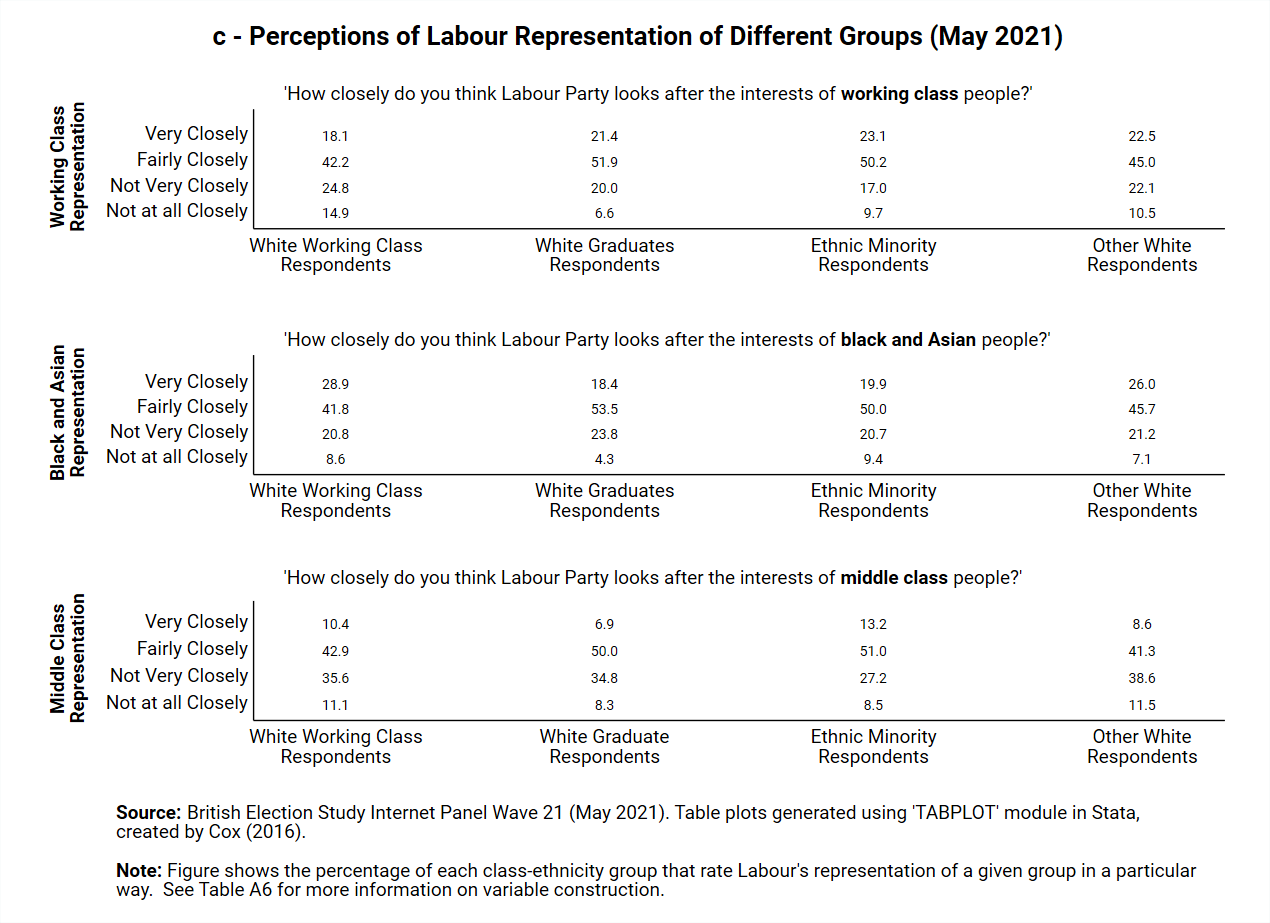 c - Perceptions of Labour Representation of Different Groups (May 2021)
'How closely do you think Labour Party looks after the interests of working class people?'
Working Class
Representation
Very Closely 18.1 21.4 23.1 22.5
Fairly Closely 42.2 51.9 50.2 45.0
Not Very Closely 24.8 20.0 17.0 22.1
Not at all Closely 14.9 6.6 9.7 10.5
White Working Class White Graduates Ethnic Minority Other White
Respondents Respondents Respondents Respondents
'How closely do you think Labour Party looks after the interests of black and Asian people?'
Black and Asian
Representation
Very Closely 28.9 18.4 19.9 26.0
Fairly Closely 41.8 53.5 50.0 45.7
Not Very Closely 20.8 23.8 20.7 21.2
Not at all Closely 8.6 4.3 9.4 7.1
White Working Class White Graduates Ethnic Minority Other White
Respondents Respondents Respondents Respondents
'How closely do you think Labour Party looks after the interests of middle class people?'
Middle Class
Representation
Very Closely 10.4 6.9 13.2 8.6
Fairly Closely 42.9 50.0 51.0 41.3
Not Very Closely 35.6 34.8 27.2 38.6
Not at all Closely 11.1 8.3 8.5 11.5
White Working Class White Graduate Ethnic Minority Other White
Respondents Respondents Respondents Respondents
Source: British Election Study Internet Panel Wave 21 (May 2021). Table plots generated using 'TABPLOT' module in Stata,
created by Cox (2016).
Note: Figure shows the percentage of each class-ethnicity group that rate Labour's representation of a given group in a particular
way.  See Table A6 for more information on variable construction.